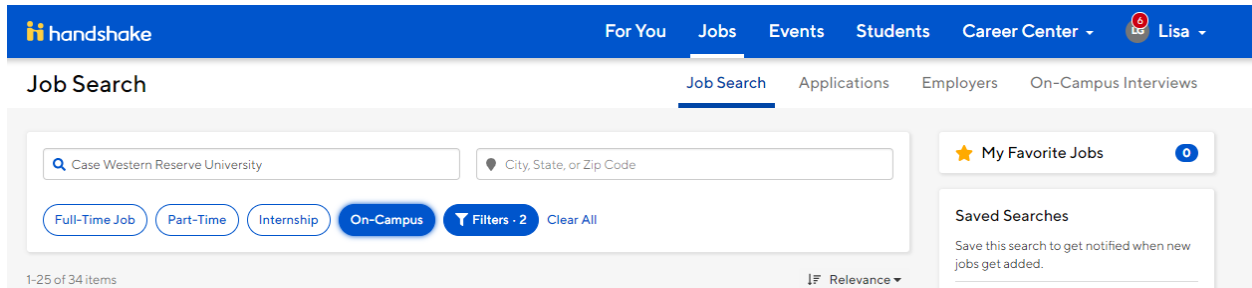 handshake For You Jobs Events Students Career Center 6 LG Lisa
Job Search Job Search Applications Employers On-Campus Interviews
Case Western Reserve University City, State, or Zip Code My Favorite Jobs 0
Full-Time Job Part-Time Internship On-Campus Filters · 2 Clear All
Saved Searches
Save this search to get notified when new
jobs get added.
1-25 of 34 items Relevance